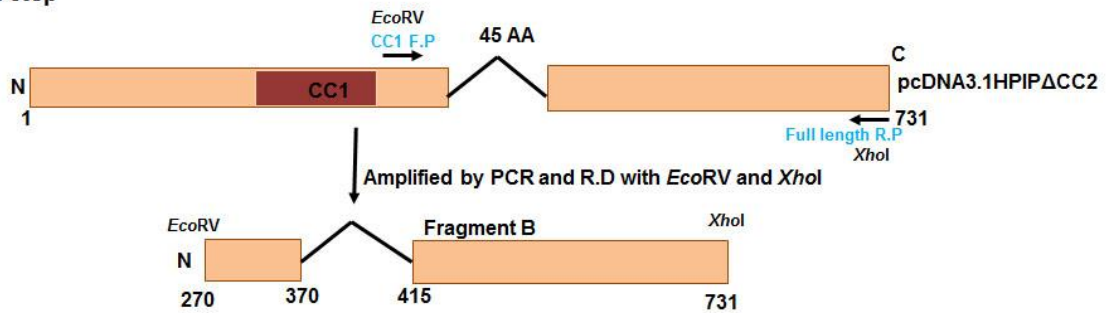 EcoRV
CC1 F.P
45 AA
C
N
CC1
pcDNA3.1HPIPΔCC2
1
731
Full length R.P
XhoI
Amplified by PCR and R.D with EcoRV and XhoI
EcoRV
Fragment B
XhoI
N
270
370
415
731